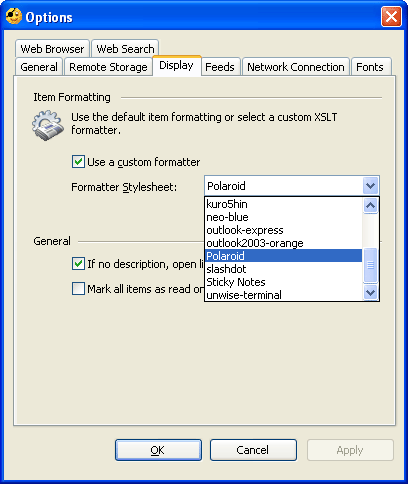 Options
Web Browser Web Search
General Remote Storage Display Feeds Network Connection Fonts
Item Formatting
Use the default item formatting or select a custom XSLT
formatter.
Use a custom formatter
Formatter Stylesheet: Polaroid
kuro5hin
neo-blue
outlook-express
outlook2003-orange
Polaroid
slashdot
Sticky Notes
unwise-terminal
General
If no description, open li
Mark all items as read on
OK Cancel Apply